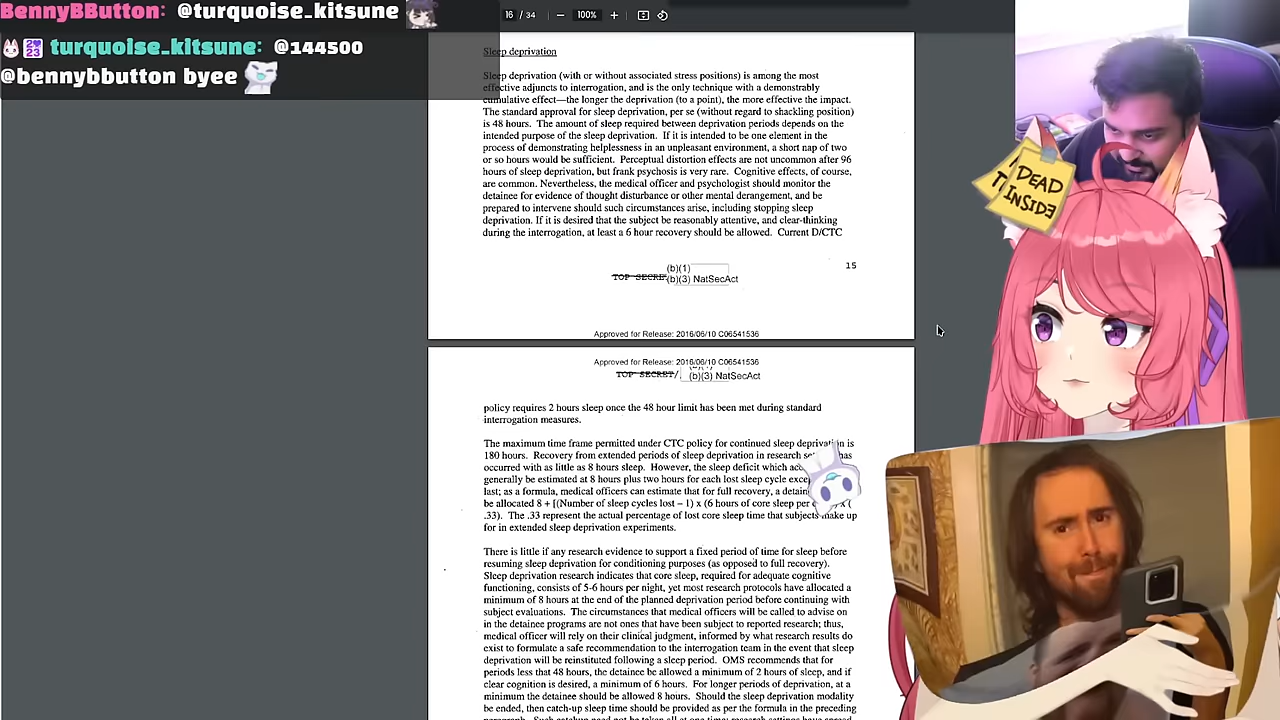 BennyBButton: @turquoise_kitsune
turquoise_kitsune: @144500
@bennybbutton byee
16 / 34
100%
Sleep deprivation
Sleep deprivation (with or without associated stress positions) is among the most
effective adjuncts to interrogation, and is the only technique with a demonstrably
cumulative effect—the longer the deprivation (to a point), the more effective the impact.
The standard approval for sleep deprivation, per se (without regard to shackling position)
is 48 hours. The amount of sleep required between deprivation periods depends on the
intended purpose of the sleep deprivation. If it is intended to be one element in the
process of demonstrating helplessness in an unpleasant environment, a short nap of two
or so hours would be sufficient. Perceptual distortion effects are not uncommon after 96
hours of sleep deprivation, but frank psychosis is very rare. Cognitive effects, of course,
are common. Nevertheless, the medical officer and psychologist should monitor the
detainee for evidence of thought disturbance or other mental derangement, and be
prepared to intervene should such circumstances arise, including stopping sleep
deprivation. If it is desired that the subject be reasonably attentive, and clear-thinking
during the interrogation, at least a 6 hour recovery should be allowed. Current D/CTC
(b)(1)
TOP SECRE (b)(3) NatSecAct
15
Approved for Release: 2016/06/10 C06541536
Approved for Release: 2016/06/10 C06541536
TOP SECRET/ (b)(3) NatSecAct
policy requires 2 hours sleep once the 48 hour limit has been met during standard
interrogation measures.
The maximum time frame permitted under CTC policy for continued sleep deprivation is
180 hours. Recovery from extended periods of sleep deprivation in research has
occurred with as little as 8 hours sleep. However, the sleep deficit which
generally be estimated at 8 hours plus two hours for each lost sleep cycle
last; as a formula, medical officers can estimate that for full recovery, a
be allocated 8 + [(Number of sleep cycles lost – 1) x (6 hours of core sleep per x (
.33). The .33 represent the actual percentage of lost core sleep time that subjects make up
for in extended sleep deprivation experiments.
There is little if any research evidence to support a fixed period of time for sleep before
resuming sleep deprivation for conditioning purposes (as opposed to full recovery).
Sleep deprivation research indicates that core sleep, required for adequate cognitive
functioning, consists of 5-6 hours per night, yet most research protocols have allocated a
minimum of 8 hours at the end of the planned deprivation period before continuing with
subject evaluations. The circumstances that medical officers will be called to advise on
in the detainee programs are not ones that have been subject to reported research; thus,
medical officer will rely on their clinical judgment, informed by what research results do
exist to formulate a safe recommendation to the interrogation team in the event that sleep
deprivation will be reinstituted following a sleep period. OMS recommends that for
periods less that 48 hours, the detainee be allowed a minimum of 2 hours of sleep, and if
clear cognition is desired, a minimum of 6 hours. For longer periods of deprivation, at a
minimum the detainee should be allowed 8 hours. Should the sleep deprivation modality
be ended, then catch-up sleep time should be provided as per the formula in the preceding
DEAD
INSIDE